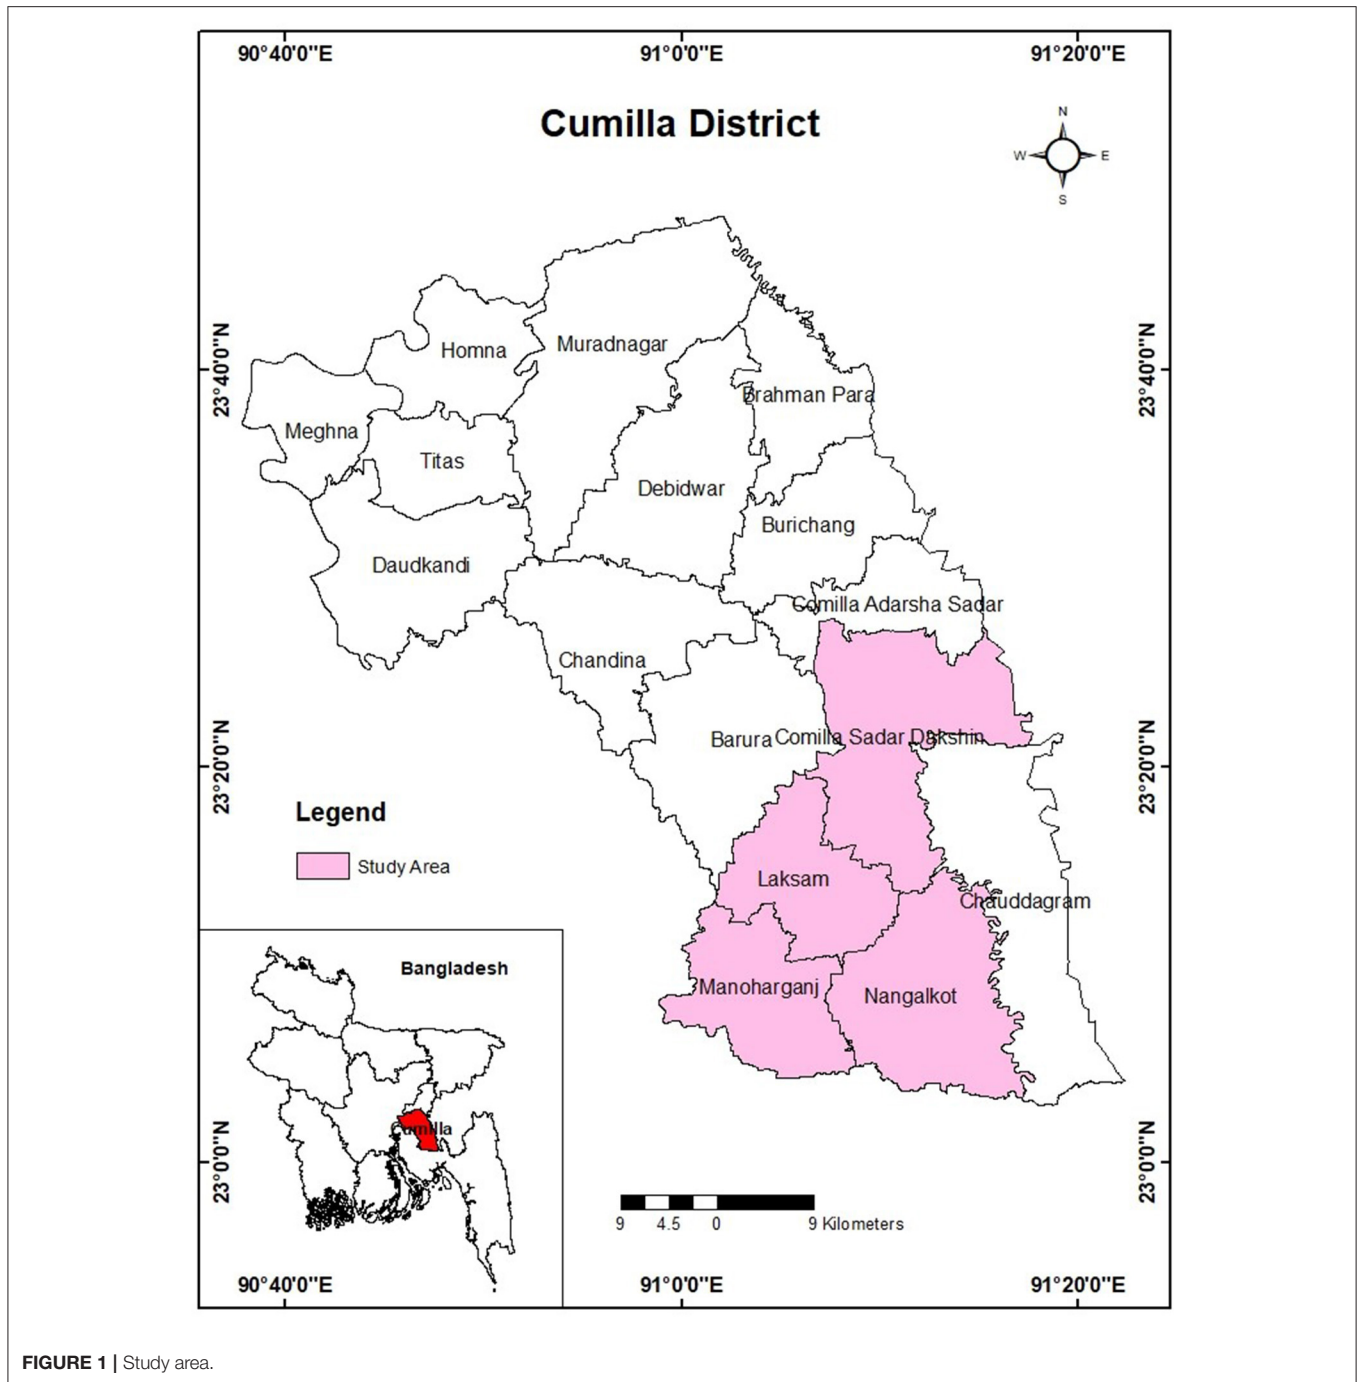 90°40'0"E 91°0'0"E 91°20'0"E
Cumilla District
N
W E
S
Muradnagar
Homna
23°40'0"N 23°40'0"N
Brahman Para
Meghna
Titas
Debidwar
Burichang
Daudkandi
Comilla Adarsha Sadar
Chandina
Barura Comilla Sadar Dakshin
23°20'0"N 23°20'0"N
Legend
Study Area
Laksam
Chauddagram
Manoharganj
Nangalkot
Bangladesh
Cumilla
23°0'0"N 23°0'0"N
9 4.5 0 9 Kilometers
90°40'0"E 91°0'0"E 91°20'0"E
FIGURE 1 | Study area.